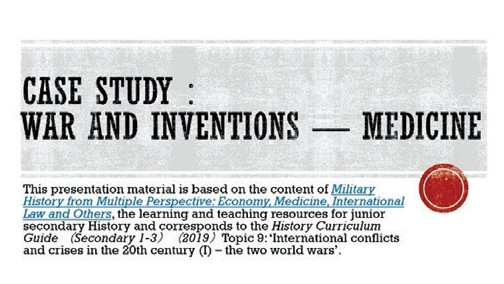 CASE STUDY :
WAR AND INVENTIONS — MEDICINE
This presentation material is based on the content of Military
History from Multiple Perspective: Economy, Medicine, International
Law and Others, the learning and teaching resources for junior
secondary History and corresponds to the History Curriculum
Guide （Secondary 1-3）（2019）Topic 9: ‘International conflicts
and crises in the 20th century (I) – the two world wars’.